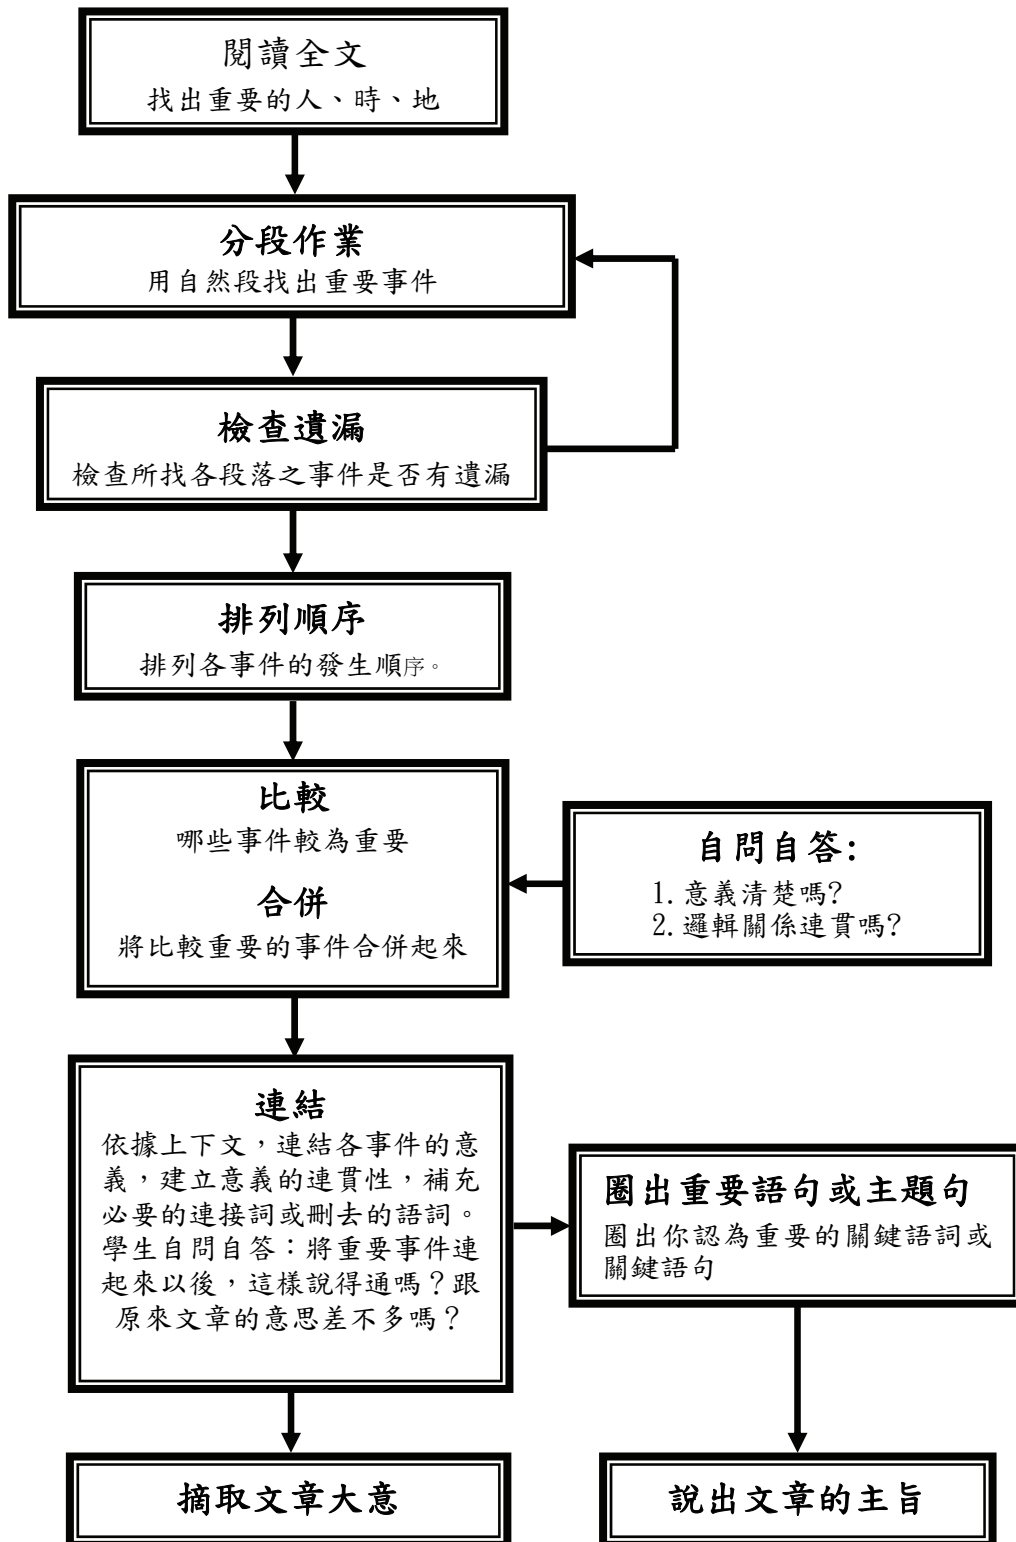 閱讀全文
找出重要的人、時、地
分段作業
用自然段找出重要事件
檢查遺漏
檢查所找各段落之事件是否有遺漏
排列順序
排列各事件的發生順序。
比較
哪些事件較為重要
合併
將比較重要的事件合併起來
自問自答:
1.意義清楚嗎?
2.邏輯關係連貫嗎?
連結
依據上下文，連結各事件的意
義，建立意義的連貫性，補充
必要的連接詞或刪去的語詞。
學生自問自答：將重要事件連
起來以後，這樣說得通嗎？跟
原來文章的意思差不多嗎？
圈出重要語句或主題句
圈出你認為重要的關鍵語詞或
關鍵語句
摘取文章大意
說出文章的主旨